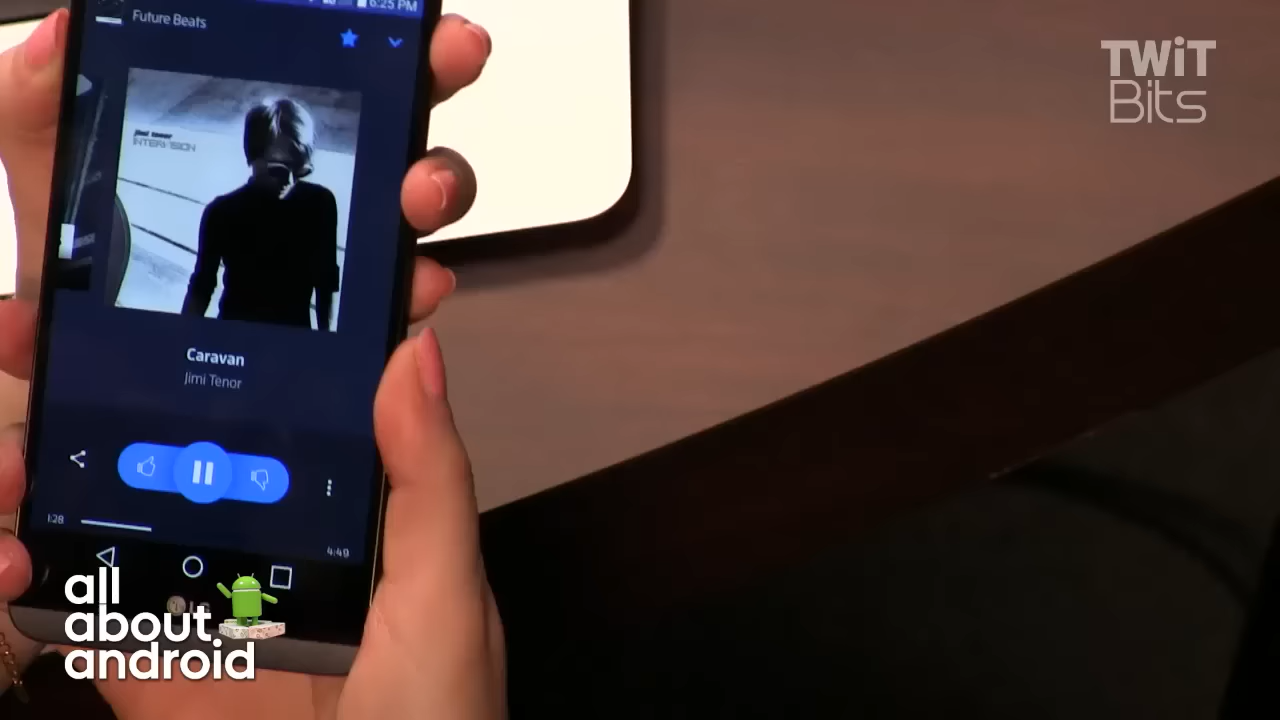 6:25 PM
Future Beats
jimi tenor
INTERVISION
Caravan
Jimi Tenor
1:28
4:49
LG
TWiT
Bits
all
about
android